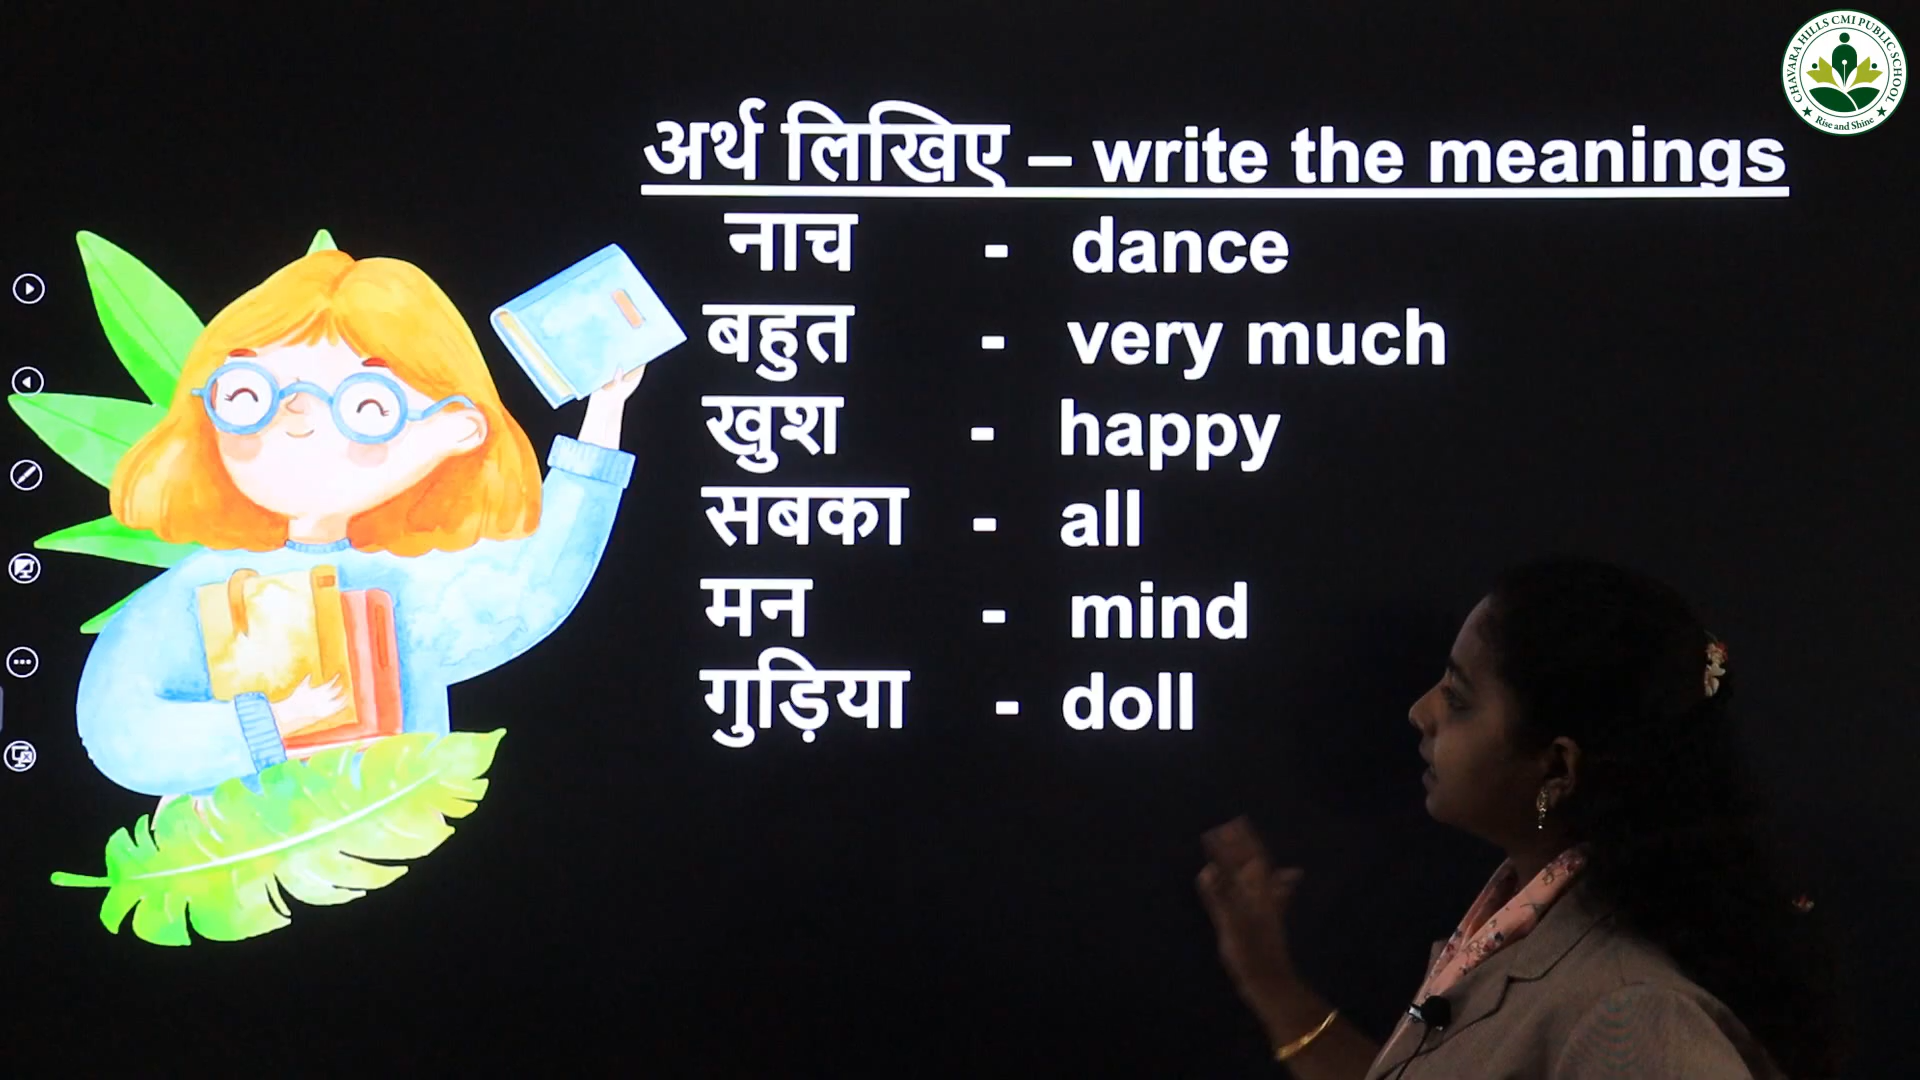 CHAVARA HILLS CMI PUBLIC SCHOOL
Rise and Shine
अर्थ लिखिए – write the meanings
नाच - dance
बहुत - very much
खुश - happy
सबका - all
मन - mind
गुड़िया - doll